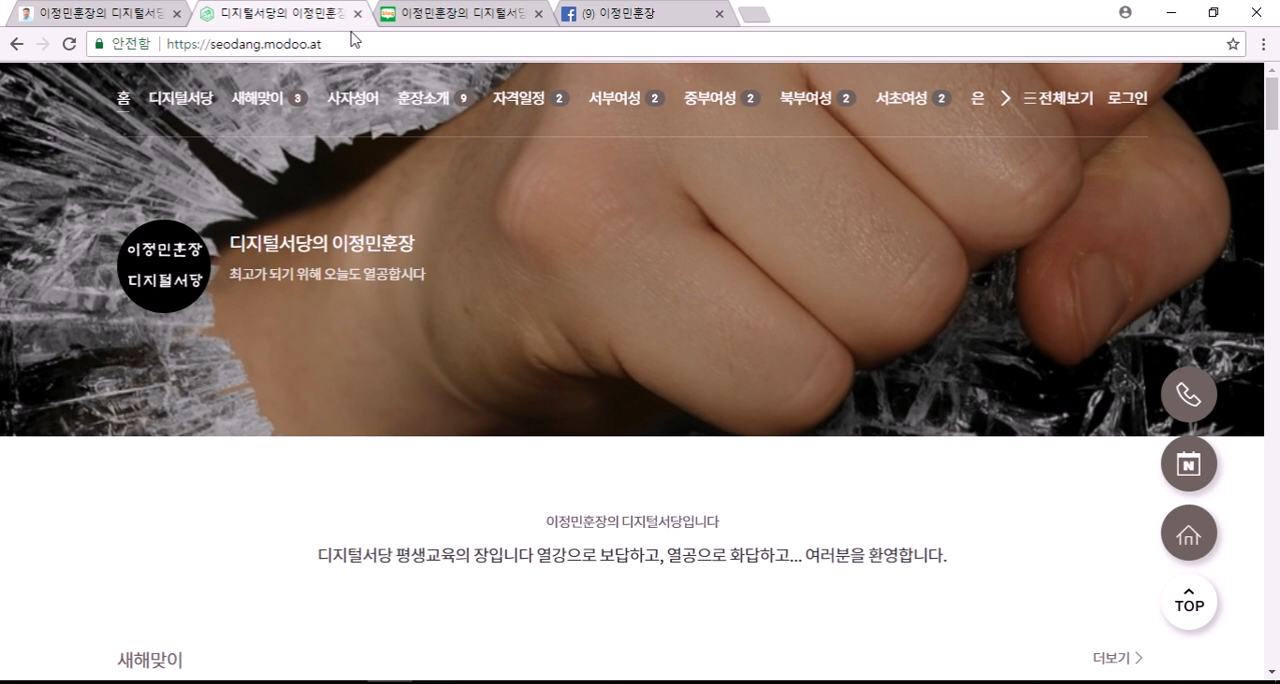 이정민훈장의 디지털서당
디지털서당의 이정민훈장
이정민훈장의 디지털서당
(9) 이정민훈장
안전함 https://seodang.modoo.at
홈 디지털서당 새해맞이 3 사자성어 훈장소개 9 자격일정 2 서부여성 2 중부여성 2 북부여성 2 서초여성 2 은 전체보기 로그인
이정민훈장
디지털서당
디지털서당의 이정민훈장
최고가 되기 위해 오늘도 열공합시다
N
이정민훈장의 디지털서당입니다
디지털서당 평생교육의 장입니다 열강으로 보답하고, 열공으로 화답하고... 여러분을 환영합니다.
TOP
새해맞이 더보기